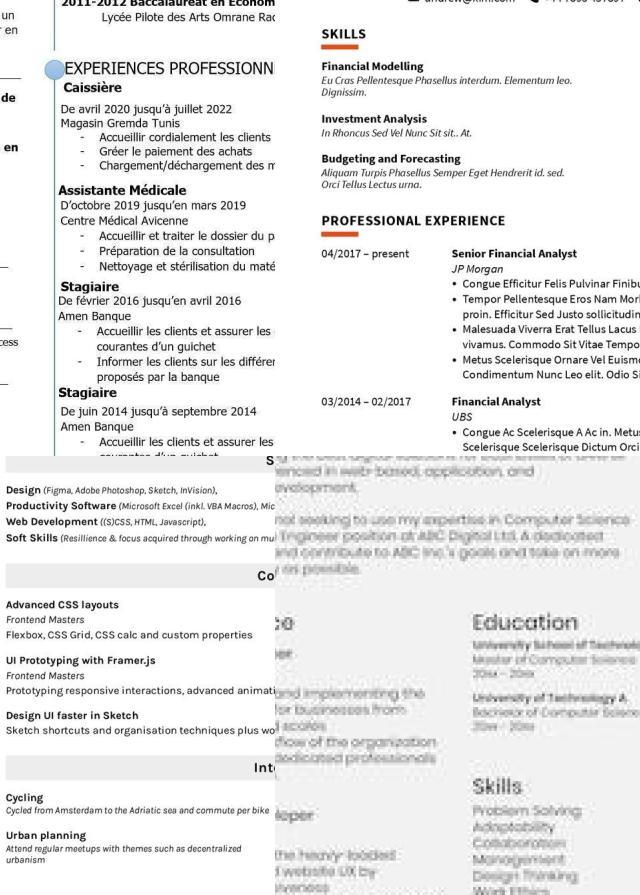 un
r en
de
en
cess
2011-2012 Baccalauréat en Econom
Lycée Pilote des Arts Omrane Rad
EXPERIENCES PROFESSIONN
Caissière
De avril 2020 jusqu'à juillet 2022
Magasin Gremda Tunis
- Accueillir cordialement les clients
- Gréer le paiement des achats
- Chargement/déchargement des m
Assistante Médicale
D'octobre 2019 jusqu'en mars 2019
Centre Médical Avicenne
- Accueillir et traiter le dossier du p
- Préparation de la consultation
- Nettoyage et stérilisation du maté
Stagiaire
De février 2016 jusqu'en avril 2016
Amen Banque
- Accueillir les clients et assurer les
courantes d'un guichet
- Informer les clients sur les différen
proposés par la banque
Stagiaire
De juin 2014 jusqu'à septembre 2014
Amen Banque
- Accueillir les clients et assurer les
SKILLS
Financial Modelling
Eu Cras Pellentesque Phasellus interdum. Elementum leo.
Dignissim.
Investment Analysis
In Rhoncus Sed Vel Nunc Sit sit.. At.
Budgeting and Forecasting
Aliquam Turpis Phasellus Semper Eget Hendrerit id. sed.
Orci Tellus Lectus urna.
PROFESSIONAL EXPERIENCE
04/2017 – present
Senior Financial Analyst
JP Morgan
• Congue Efficitur Felis Pulvinar Finibu
• Tempor Pellentesque Eros Nam Morb
proin. Efficitur Sed Justo sollicitudin
• Malesuada Viverra Erat Tellus Lacus
vivamus. Commodo Sit Vitae Tempo
• Metus Scelerisque Ornare Vel Euismo
Condimentum Nunc Leo elit. Odio Si
03/2014 – 02/2017
Financial Analyst
UBS
• Congue Ac Scelerisque A Ac in. Metus
Scelerisque Scelerisque Dictum Orci
S
Design (Figma, Adobe Photoshop, Sketch, InVision),
Productivity Software (Microsoft Excel (inkl. VBA Macros), Mic
Web Development ((S)CSS, HTML, Javascript),
Soft Skills (Resillience & focus acquired through working on mul
Co
Advanced CSS layouts
Frontend Masters
Flexbox, CSS Grid, CSS calc and custom properties
UI Prototyping with Framer.js
Frontend Masters
Prototyping responsive interactions, advanced animati
Design UI faster in Sketch
Sketch shortcuts and organisation techniques plus wo
Int
Cycling
Cycled from Amsterdam to the Adriatic sea and commute per bike
Urban planning
Attend regular meetups with themes such as decentralized
urbanism
enced in web-based, application, and
evelopment.
nal seeking to use my expertise in Computer Science
Engineer position at ABC Digital Ltd. A dedicated
and contribute to ABC Inc.'s goals and take on more
as possible.
ce
per
and implementing the
for businesses from
scales
flow of the organization
dedicated professionals
loper
the heavy-loaded
website UX by
iveness
Education
University School of Technolo
Master of Computer Science
20xx - 20xx
University of Technology A
Bachelor of Computer Scienc
20xx - 20xx
Skills
Problem Solving
Adaptability
Collaboration
Management
Design Thinking
Work Ethics